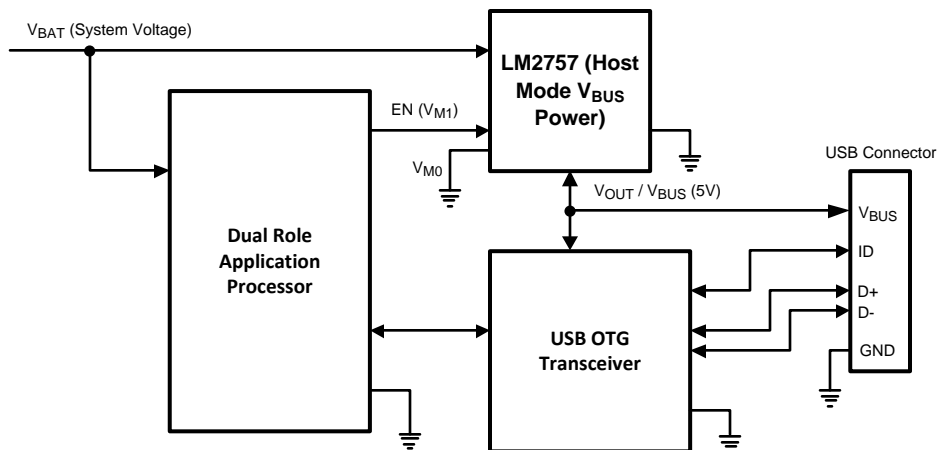 VBAT (System Voltage)
LM2757 (Host
Mode VBUS
Power)
EN (VM1)
VM0
USB Connector
VOUT / VBUS (5V)
VBUS
ID
D+
D-
GND
Dual Role
Application
Processor
USB OTG
Transceiver